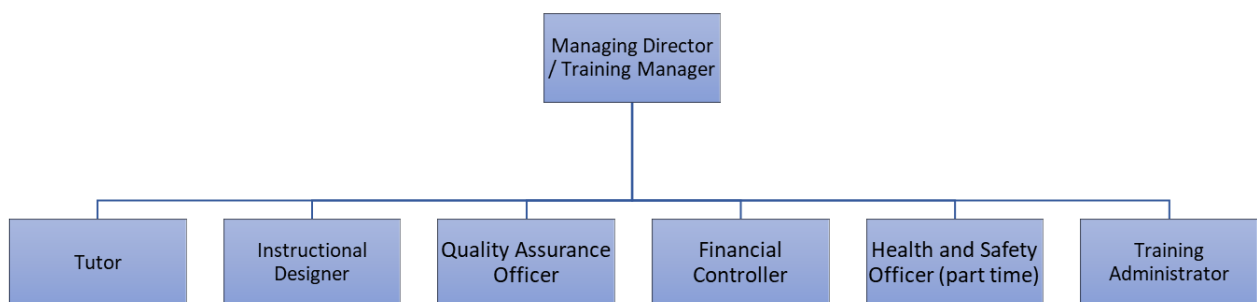 Managing Director
/ Training Manager
Tutor
Instructional
Designer
Quality Assurance
Officer
Financial
Controller
Health and Safety
Officer (part time)
Training
Administrator